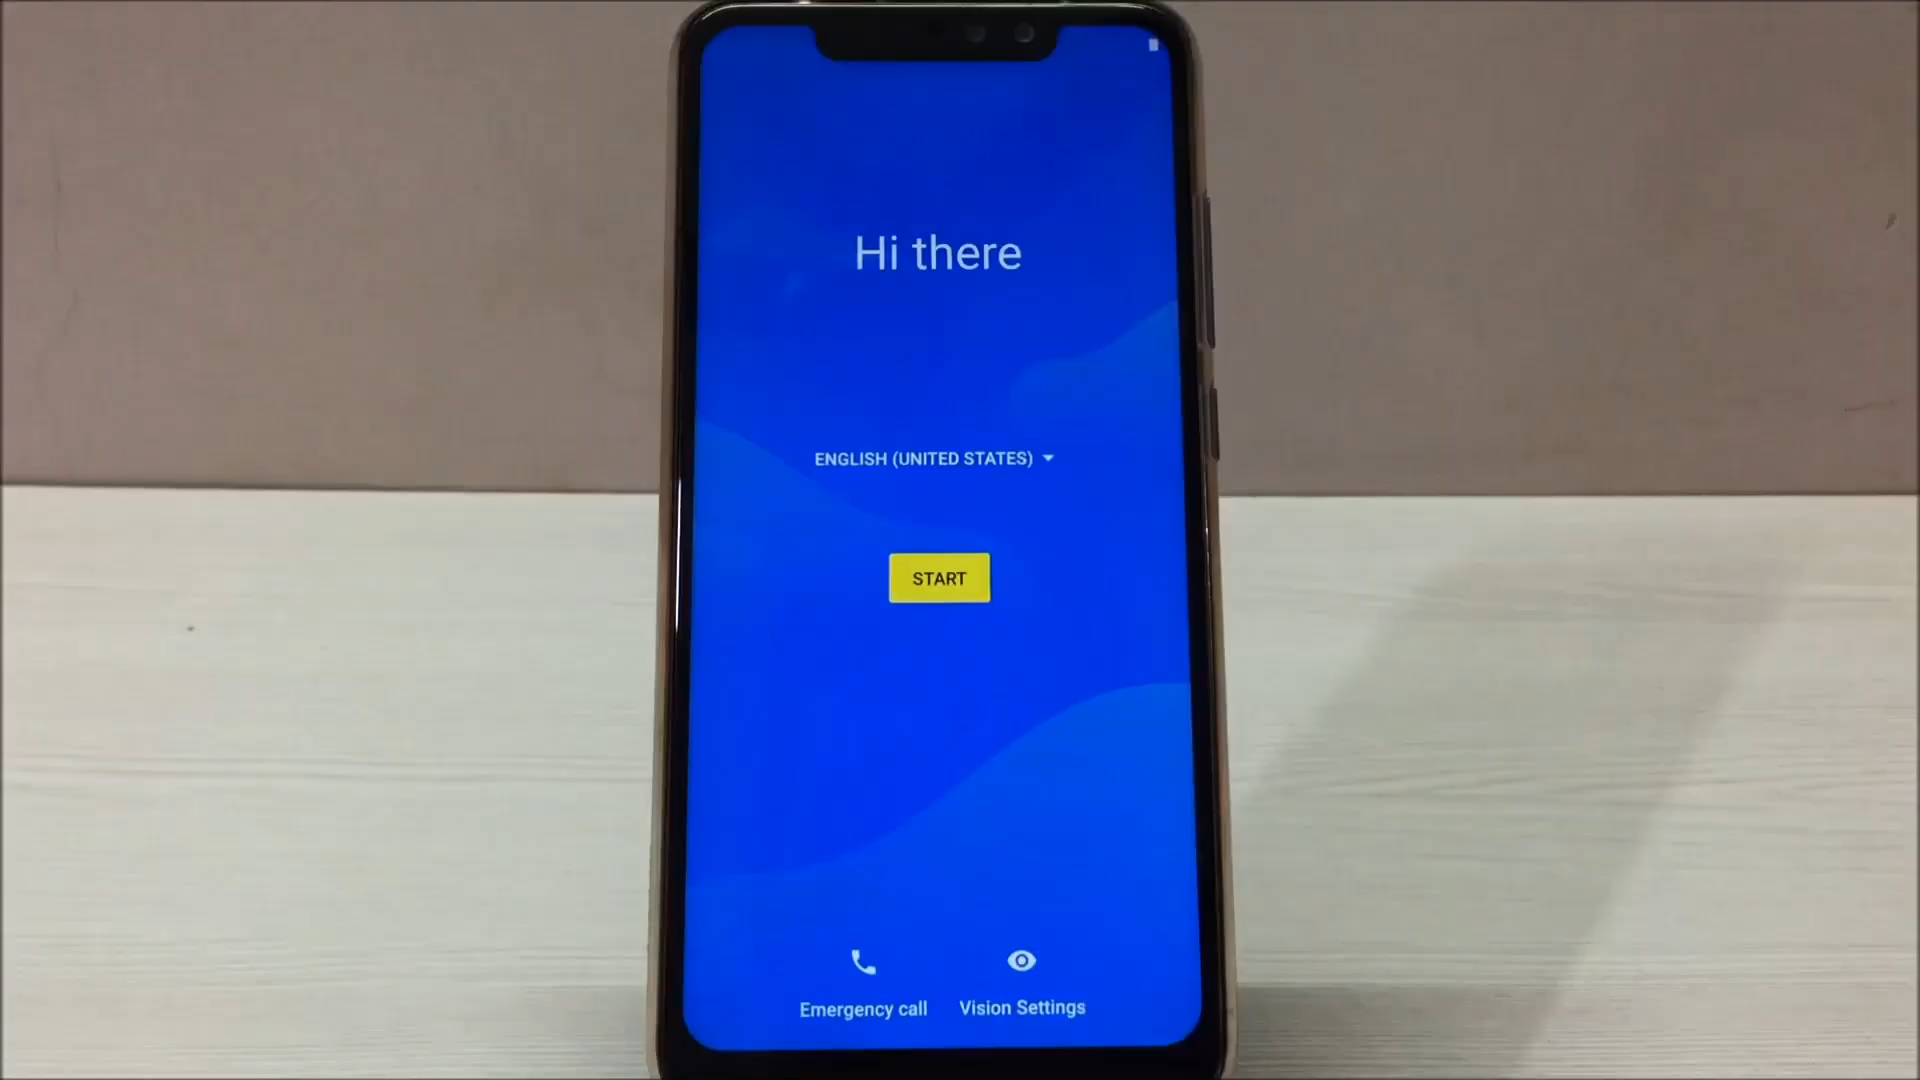 Hi there
ENGLISH (UNITED STATES)
START
Emergency call
Vision Settings